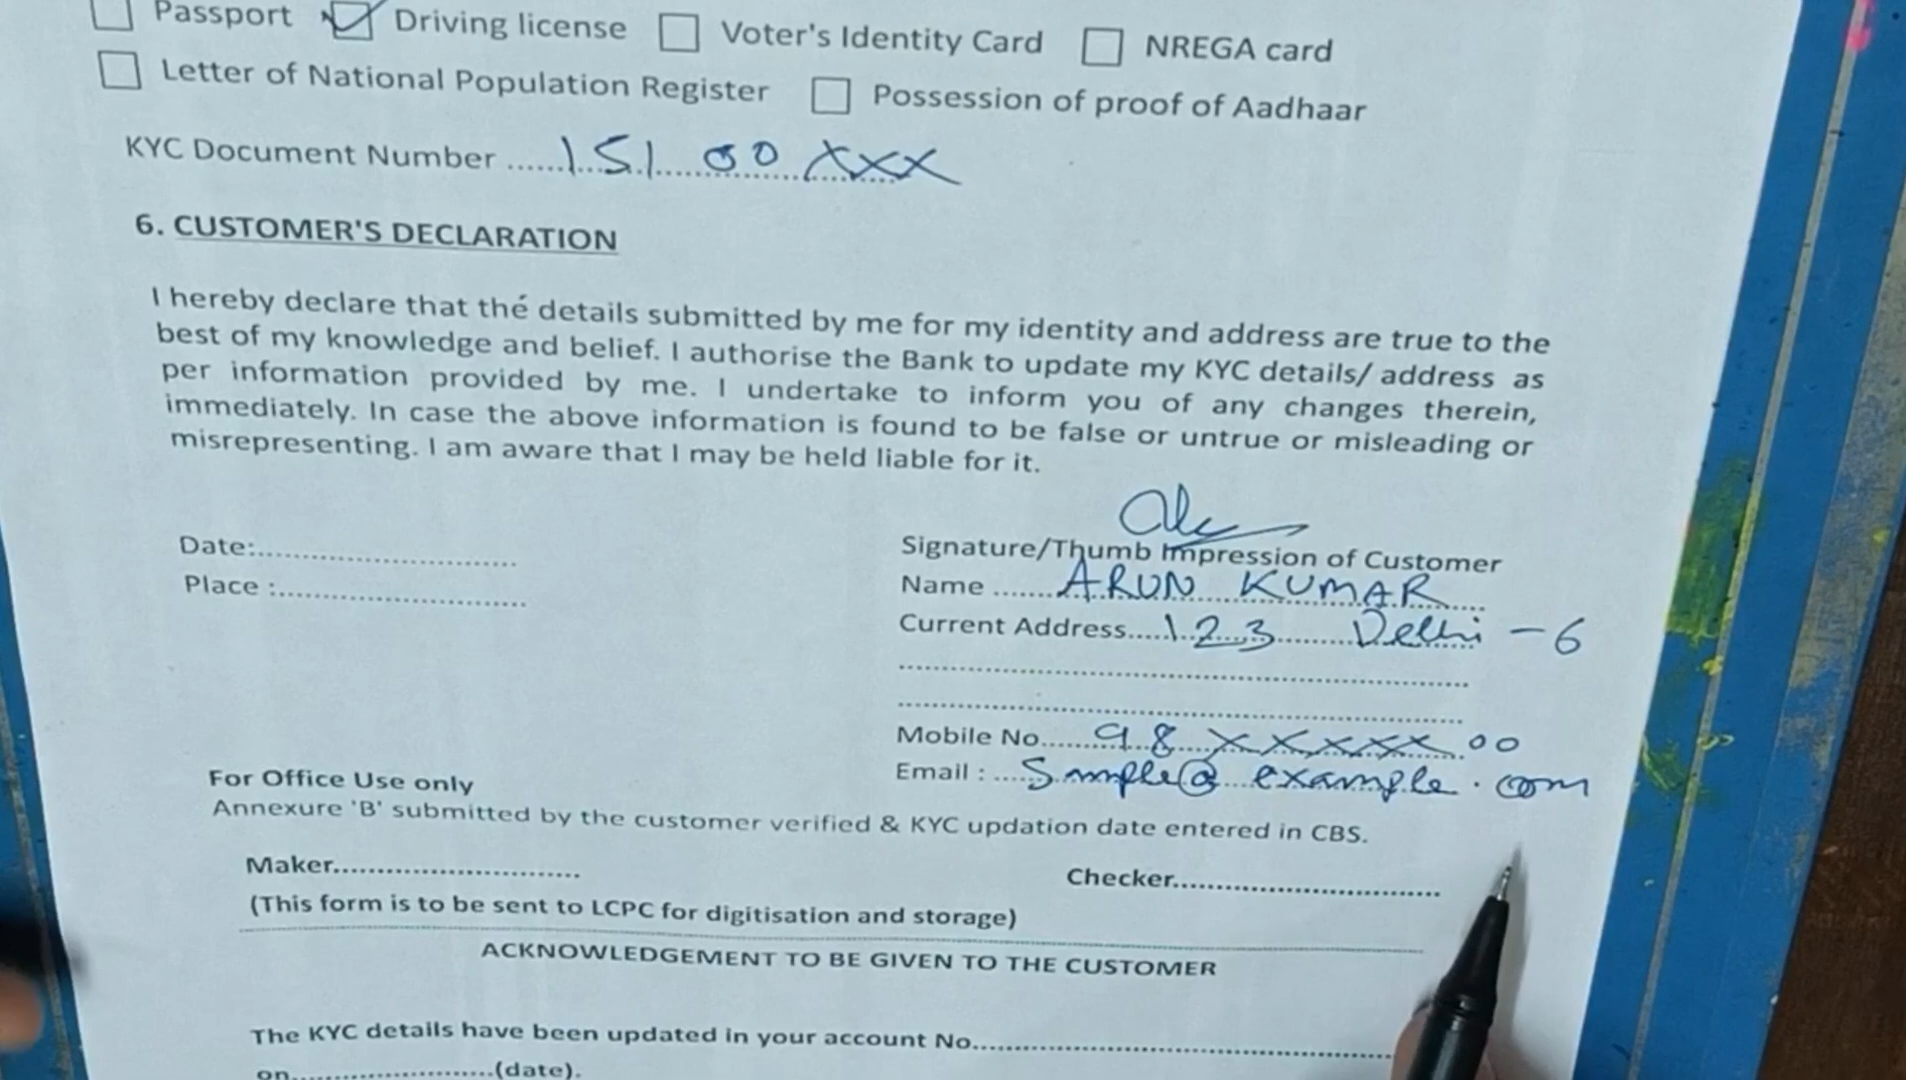 Passport Driving license Voter's Identity Card NREGA card
Letter of National Population Register Possession of proof of Aadhaar
KYC Document Number ......151 00 XXX
6. CUSTOMER'S DECLARATION
I hereby declare that the details submitted by me for my identity and address are true to the
best of my knowledge and belief. I authorise the Bank to update my KYC details/ address as
per information provided by me. I undertake to inform you of any changes therein,
immediately. In case the above information is found to be false or untrue or misleading or
misrepresenting. I am aware that I may be held liable for it.
Signature/Thumb Impression of Customer
Date:..................................
Name .......ARUN KUMAR
Place :................................
Current Address.....123 Delhi - 6
Mobile No.......98 XXXXXX 00
Email : .....Sample@example.com
For Office Use only
Annexure 'B' submitted by the customer verified & KYC updation date entered in CBS.
Maker............................. Checker................................
(This form is to be sent to LCPC for digitisation and storage)
ACKNOWLEDGEMENT TO BE GIVEN TO THE CUSTOMER
The KYC details have been updated in your account No..................................................
on........................(date).